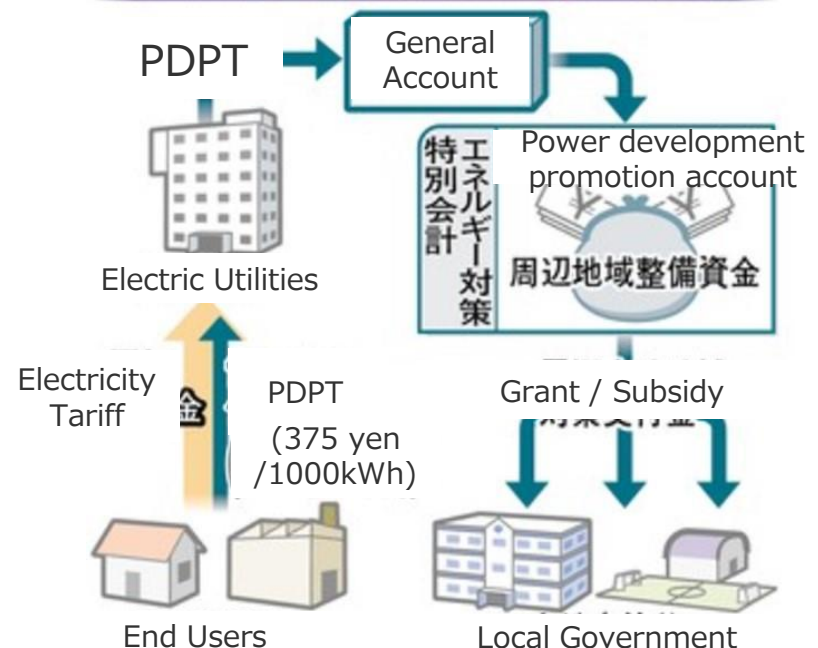 PDPT
General
Account
特別会計
エネルギー対策
Power development
promotion account
周辺地域整備資金
Electric Utilities
Electricity
Tariff
金
PDPT
(375 yen
/1000kWh)
Grant / Subsidy
End Users
Local Government